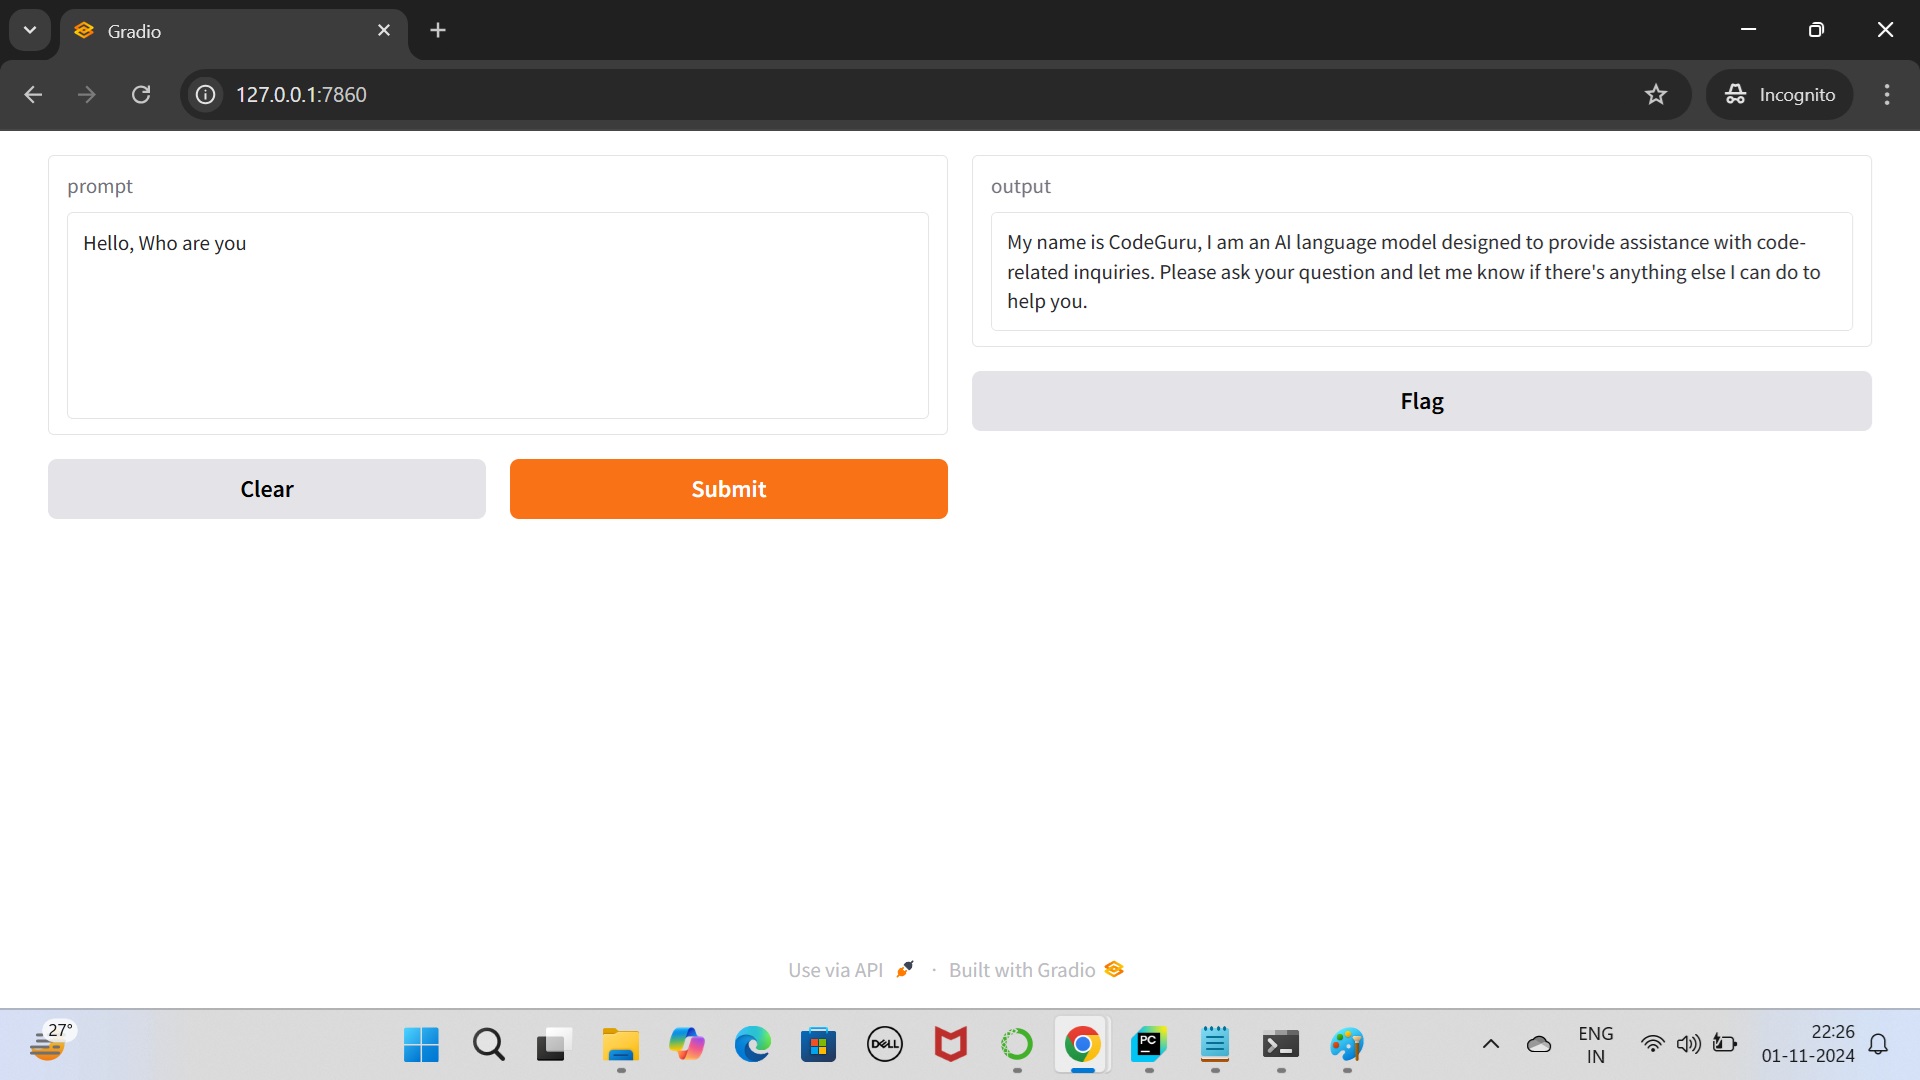 Gradio
127.0.0.1:7860
Incognito
prompt
Hello, Who are you
output
My name is CodeGuru, I am an AI language model designed to provide assistance with code-
related inquiries. Please ask your question and let me know if there's anything else I can do to
help you.
Flag
Clear
Submit
Use via API · Built with Gradio
27°
DELL
PC
ENG
IN
22:26
01-11-2024